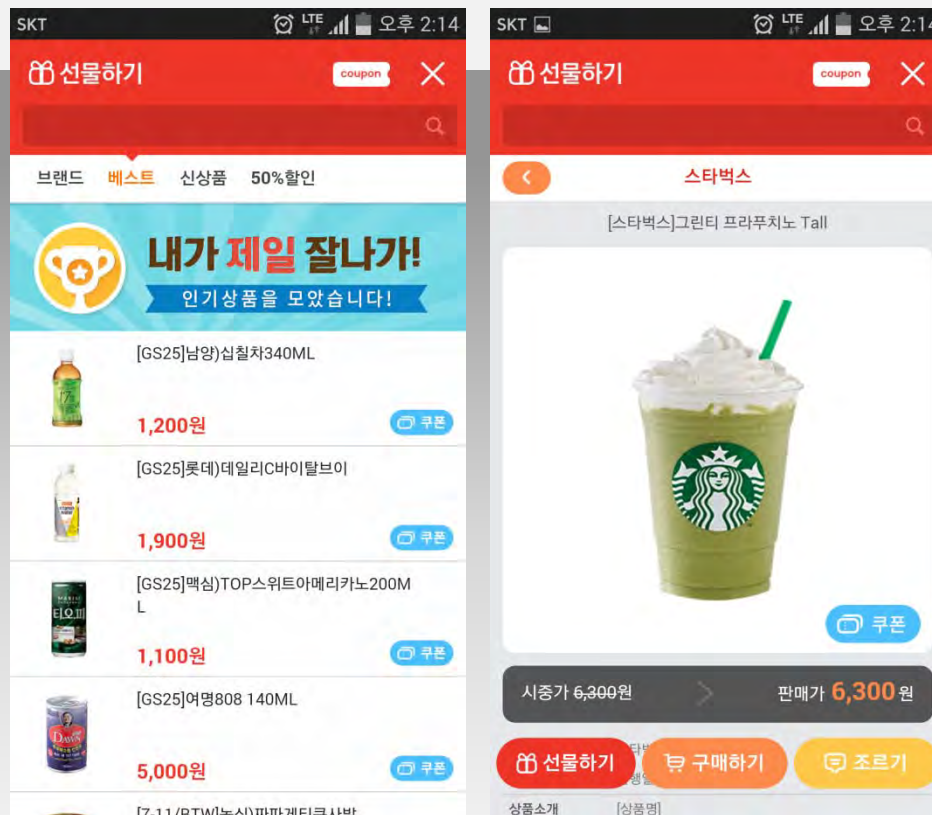 SKT LTE 오후 2:14
선물하기 coupon
브랜드 베스트 신상품 50%할인
내가 제일 잘나가!
인기상품을 모았습니다!
[GS25]남양)십칠차340ML
1,200원 쿠폰
[GS25]롯데)데일리C바이탈브이
1,900원 쿠폰
티오피
[GS25]맥심)TOP스위트아메리카노200M
L
1,100원 쿠폰
[GS25]여명808 140ML
DAWN
5,000원 쿠폰
SKT LTE 오후 2:14
선물하기 coupon
스타벅스
[스타벅스]그린티 프라푸치노 Tall
쿠폰
시중가 6,300원 판매가 6,300 원
선물하기 구매하기 조르기
상품소개 [상품명]